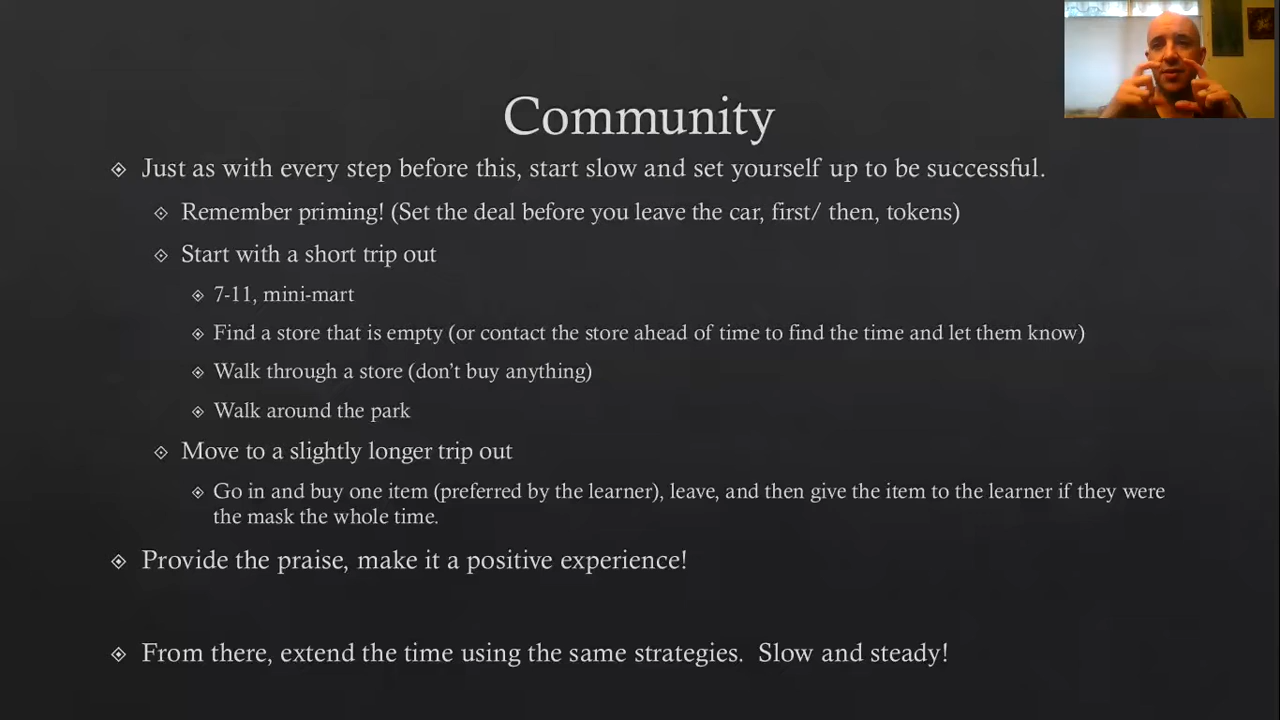 Community
Just as with every step before this, start slow and set yourself up to be successful.
Remember priming! (Set the deal before you leave the car, first/ then, tokens)
Start with a short trip out
7-11, mini-mart
Find a store that is empty (or contact the store ahead of time to find the time and let them know)
Walk through a store (don’t buy anything)
Walk around the park
Move to a slightly longer trip out
Go in and buy one item (preferred by the learner), leave, and then give the item to the learner if they were
the mask the whole time.
Provide the praise, make it a positive experience!
From there, extend the time using the same strategies.  Slow and steady!